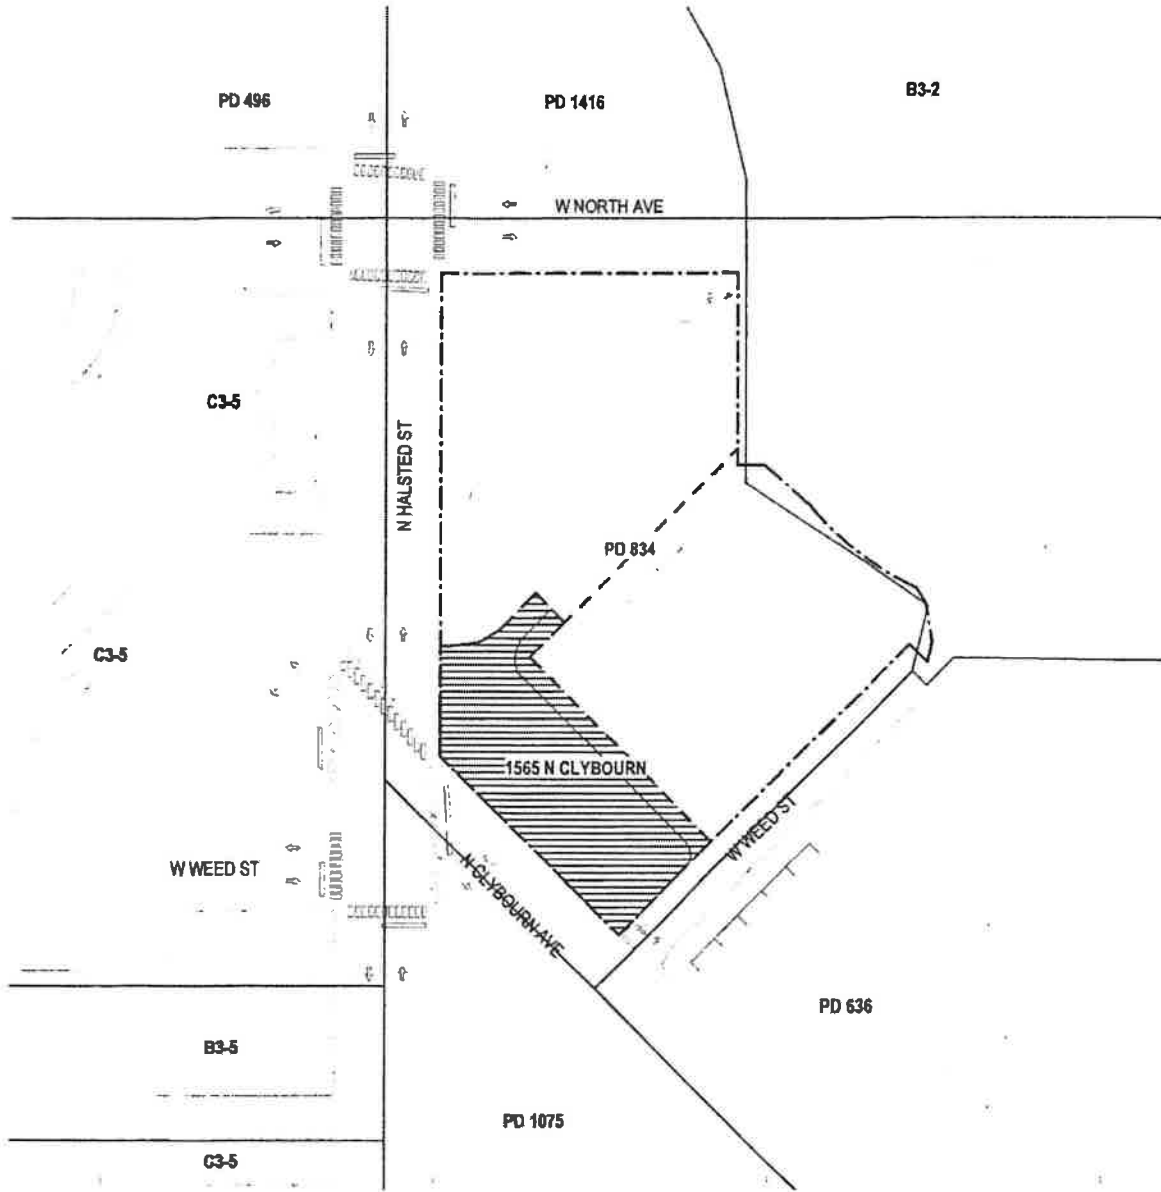 PD 496
PD 1416
B3-2
W NORTH AVE
C3-5
N HALSTED ST
PD 834
C3-5
1565 N CLYBOURN
W WEED ST
W WEED ST
N CLYBOURN AVE
PD 636
B3-5
PD 1075
C3-5